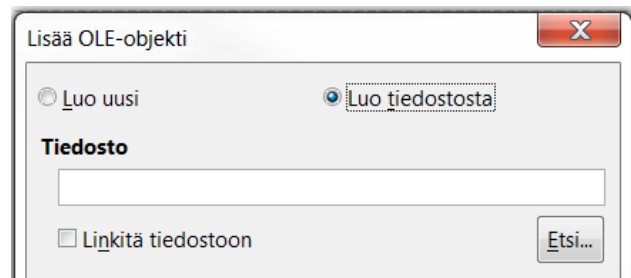 Lisää OLE-objekti
Luo uusi Luo tiedostosta
Tiedosto
Linkitä tiedostoon Etsi...